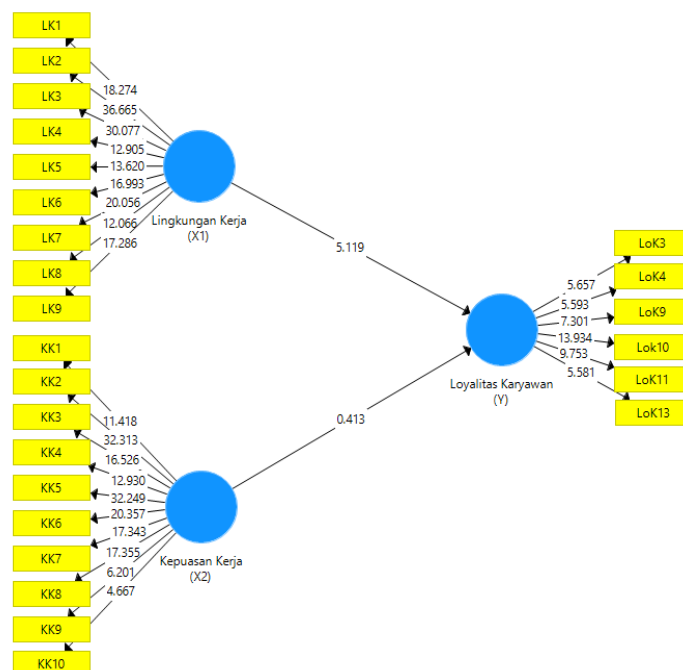 LK1
LK2
LK3
LK4
LK5
LK6
LK7
LK8
LK9
18.274
36.665
30.077
12.905
13.620
16.993
20.056
12.066
17.286
Lingkungan Kerja
(X1)
5.119
KK1
KK2
KK3
KK4
KK5
KK6
KK7
KK8
KK9
KK10
11.418
32.313
16.526
12.930
32.249
20.357
17.343
17.355
6.201
4.667
Kepuasan Kerja
(X2)
0.413
Loyalitas Karyawan
(Y)
5.657
5.593
7.301
13.934
9.753
5.581
LoK3
LoK4
LoK9
Lok10
LoK11
LoK13